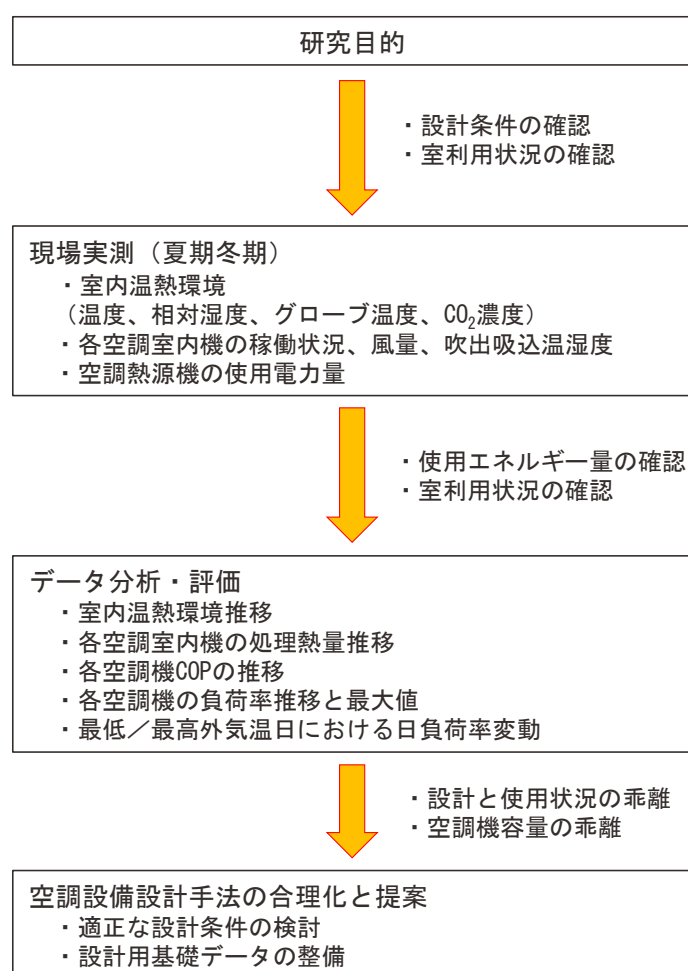 研究目的
・設計条件の確認
・室利用状況の確認
現場実測（夏期冬期）
・室内温熱環境
（温度、相対湿度、グローブ温度、CO₂濃度）
・各空調室内機の稼働状況、風量、吹出吸込温湿度
・空調熱源機の使用電力量
・使用エネルギー量の確認
・室利用状況の確認
データ分析・評価
・室内温熱環境推移
・各空調室内機の処理熱量推移
・各空調機COPの推移
・各空調機の負荷率推移と最大値
・最低／最高外気温日における日負荷率変動
・設計と使用状況の乖離
・空調機容量の乖離
空調設備設計手法の合理化と提案
・適正な設計条件の検討
・設計用基礎データの整備